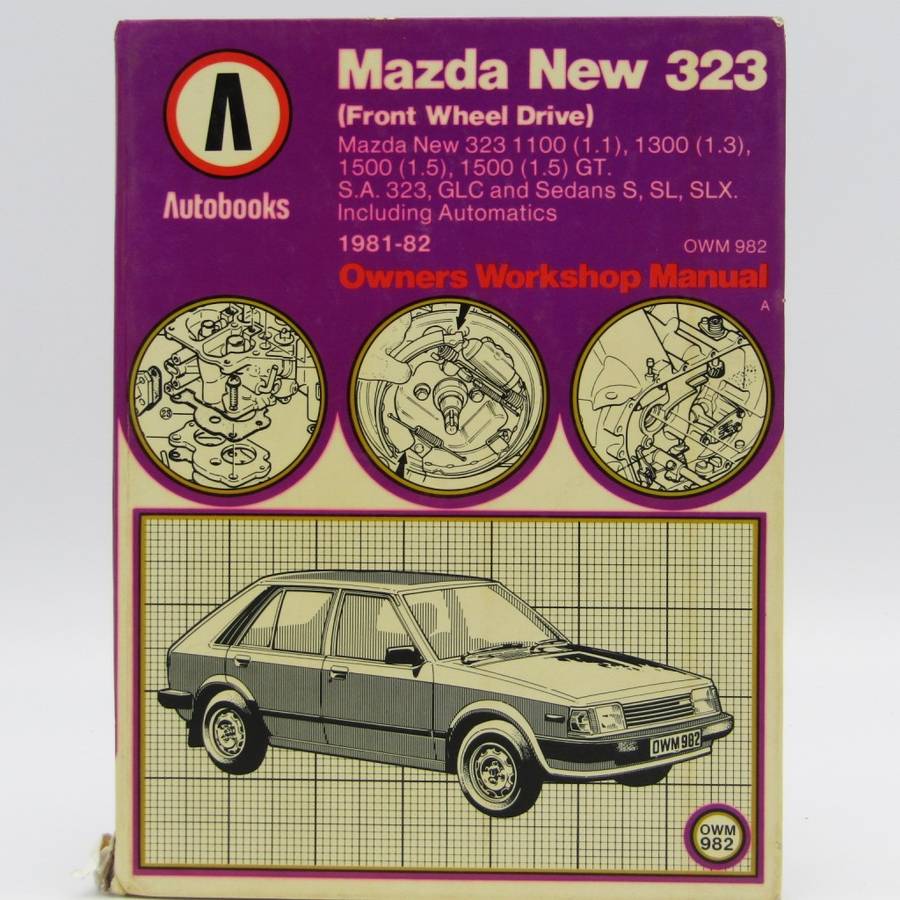 Mazda New 323
(Front Wheel Drive)
Mazda New 323 1100 (1.1), 1300 (1.3),
1500 (1.5), 1500 (1.5) GT.
S.A. 323, GLC and Sedans S, SL, SLX.
Including Automatics
1981-82
OWM 982
Owners Workshop Manual
A
Autobooks
25
OWM 982
OWM
982